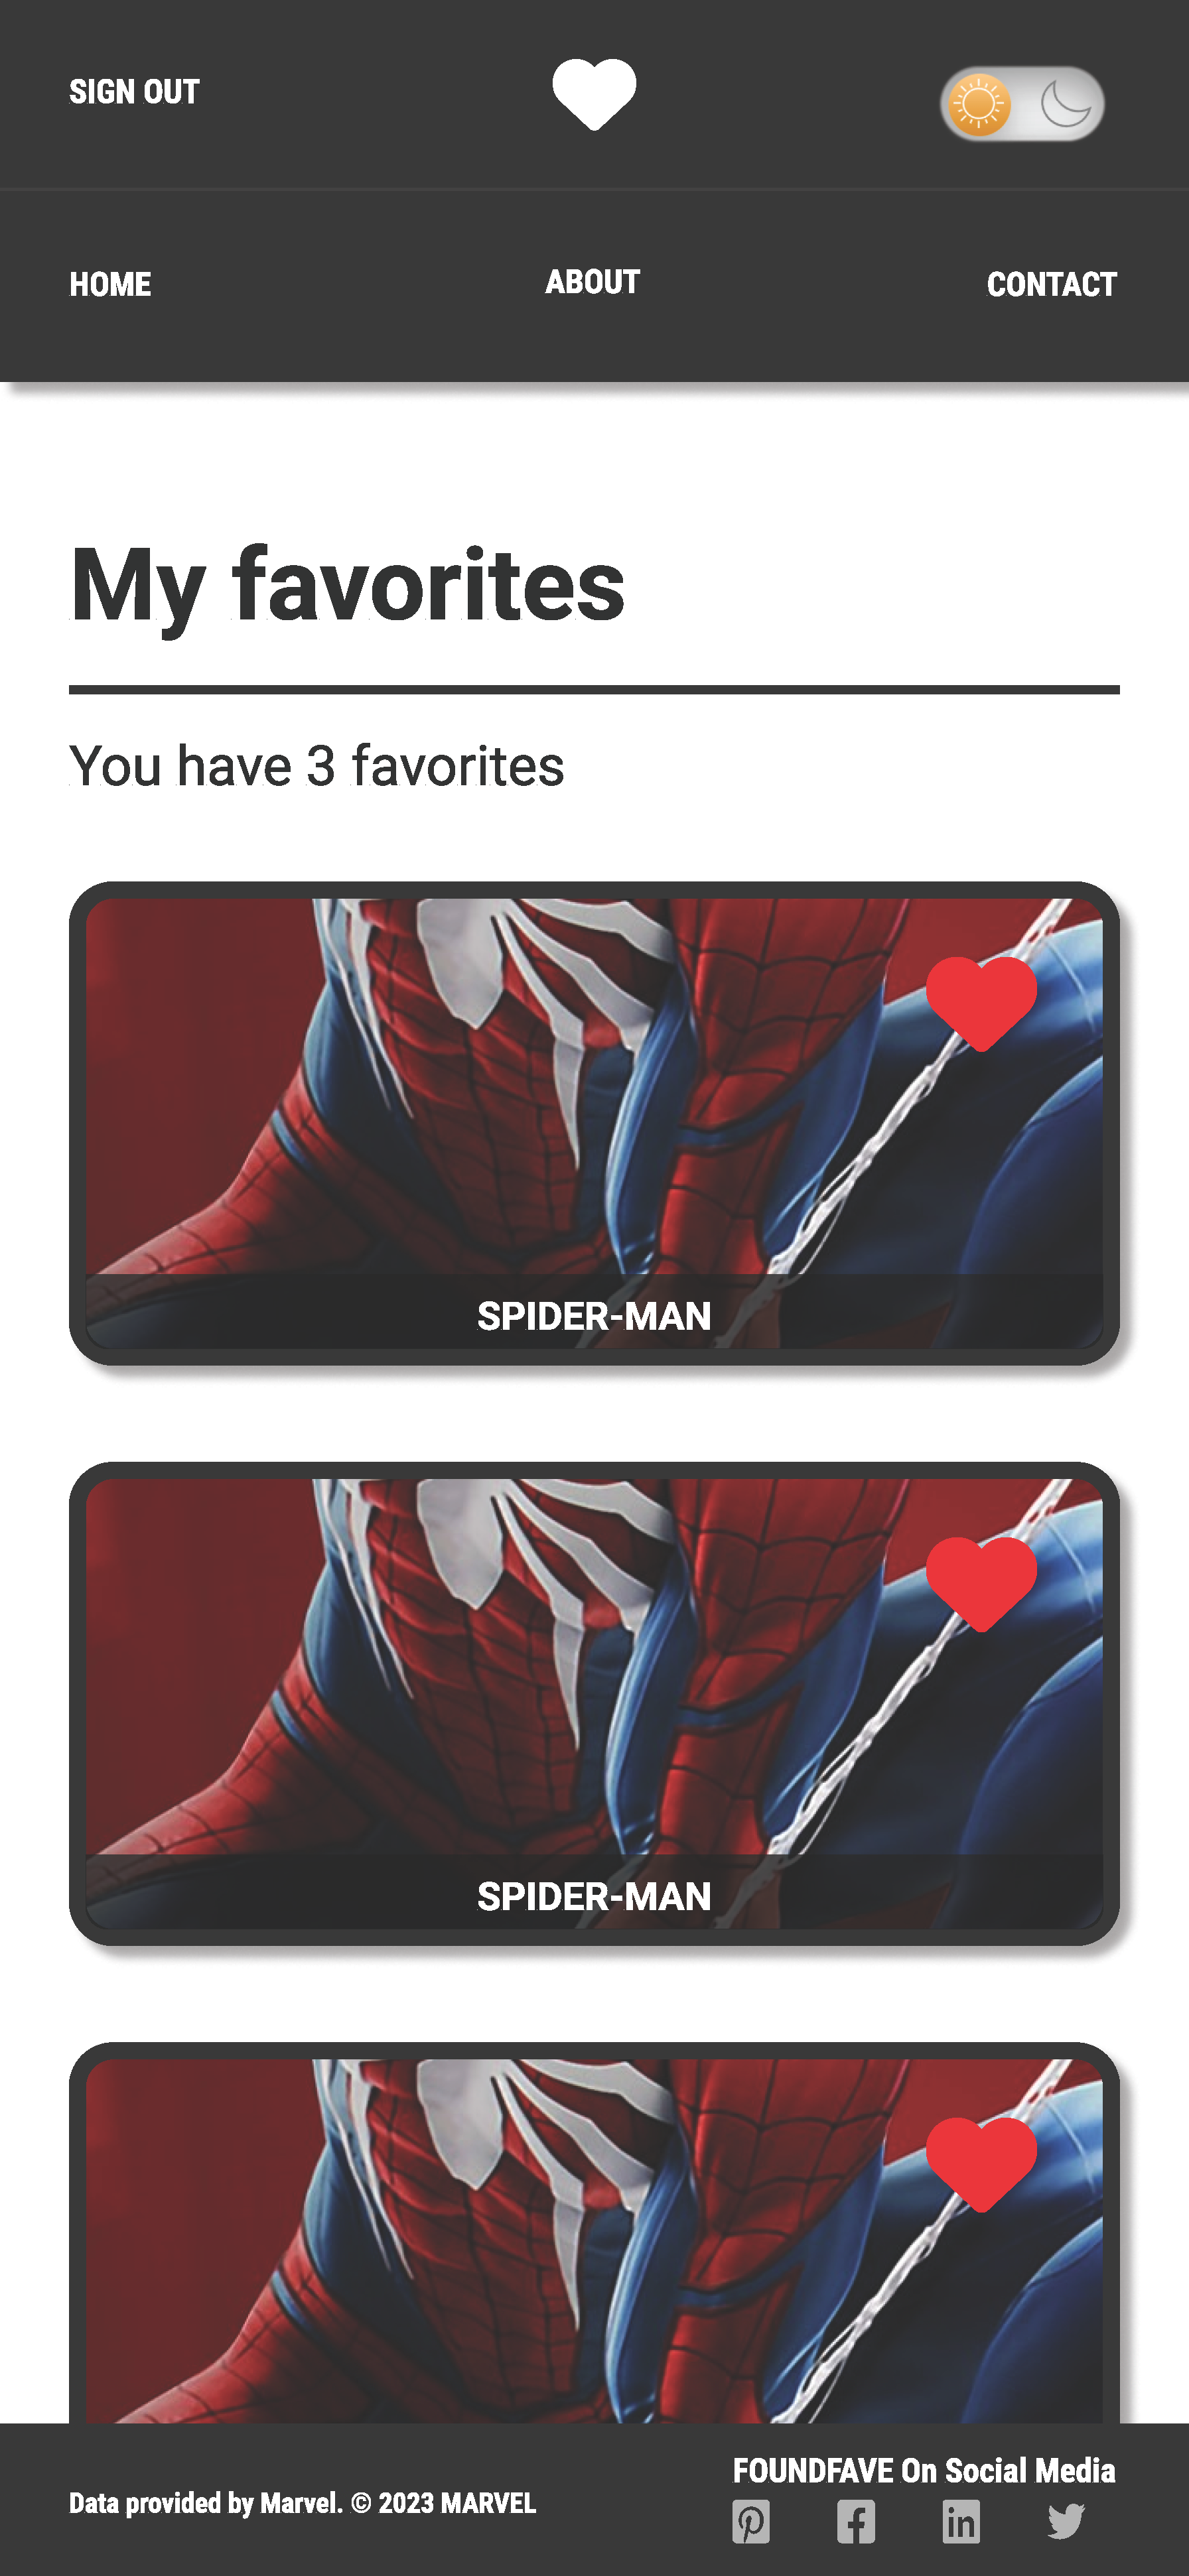 SIGN OUT
HOME
ABOUT
CONTACT
My favorites
You have 3 favorites
SPIDER-MAN
SPIDER-MAN
Data provided by Marvel. © 2023 MARVEL
FOUNDFAVE On Social Media